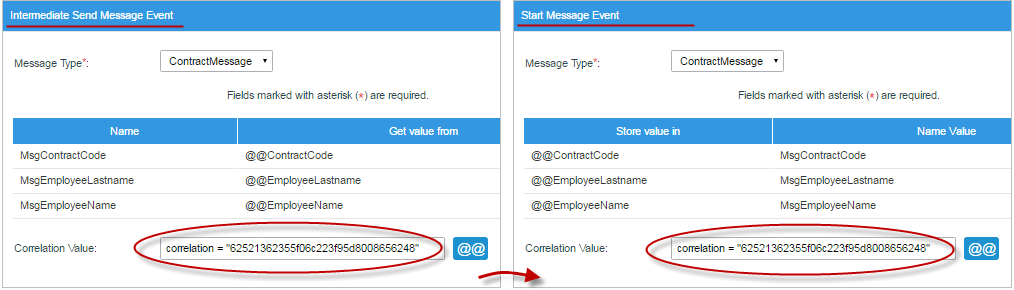 Intermediate Send Message Event
Message Type*: ContractMessage
Fields marked with asterisk (*) are required.
Name Get value from
MsgContractCode @@ContractCode
MsgEmployeeLastname @@EmployeeLastname
MsgEmployeeName @@EmployeeName
Correlation Value: correlation = "62521362355f06c223f95d8008656248" @@
Start Message Event
Message Type*: ContractMessage
Fields marked with asterisk (*) are required.
Store value in Name Value
@@ContractCode MsgContractCode
@@EmployeeLastname MsgEmployeeLastname
@@EmployeeName MsgEmployeeName
Correlation Value: correlation = "62521362355f06c223f95d8008656248" @@